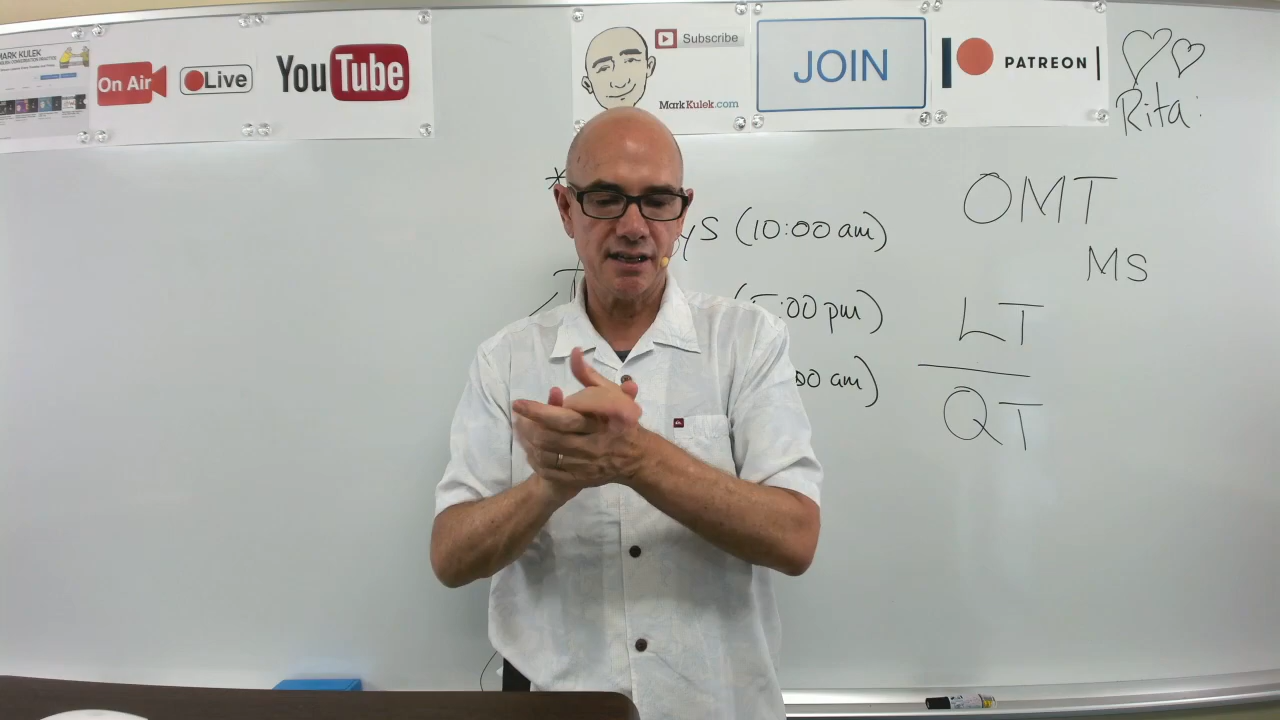 MARK KULEK
On Air
Live
YouTube
Subscribe
MarkKulek.com
JOIN
PATREON
Rita:
*
ys (10:00 am)
:00 pm)
00 am)
OMT
MS
LT
QT